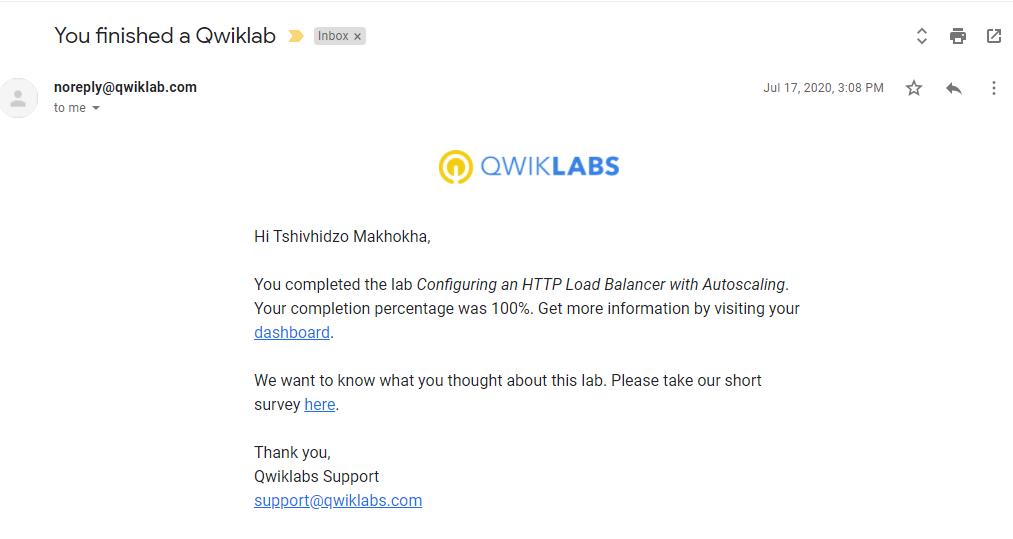 You finished a Qwiklab Inbox ×
noreply@qwiklab.com Jul 17, 2020, 3:08 PM
to me
QWIKLABS
Hi Tshivhidzo Makhokha,
You completed the lab Configuring an HTTP Load Balancer with Autoscaling.
Your completion percentage was 100%. Get more information by visiting your
dashboard.
We want to know what you thought about this lab. Please take our short
survey here.
Thank you,
Qwiklabs Support
support@qwiklabs.com